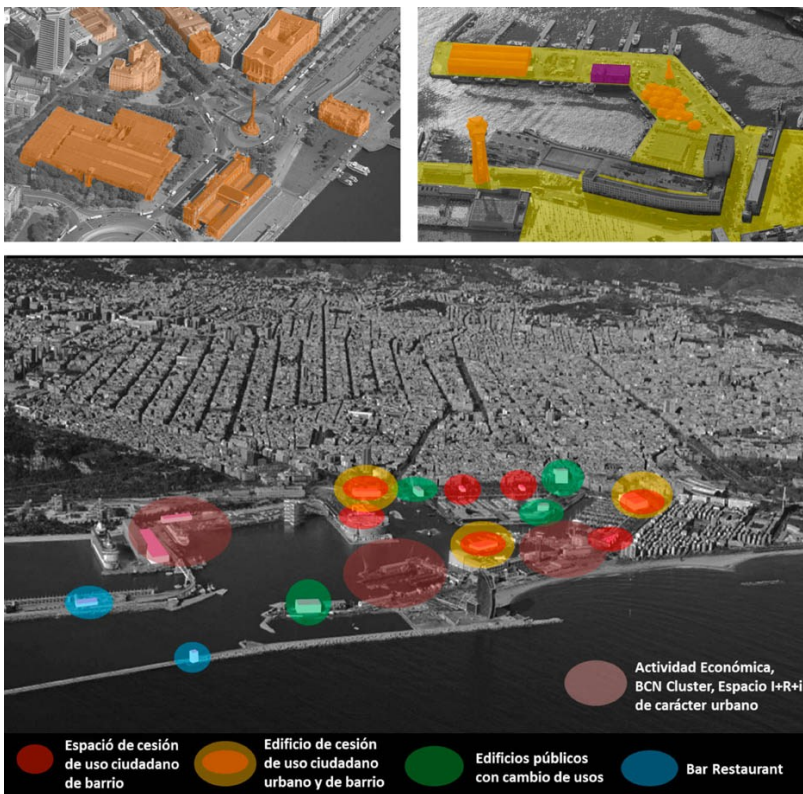 Actividad Económica,
BCN Cluster, Espacio I+R+i
de carácter urbano
Espació de cesión
de uso ciudadano
de barrio
Edificio de cesión
de uso ciudadano
urbano y de barrio
Edificios públicos
con cambio de usos
Bar Restaurant